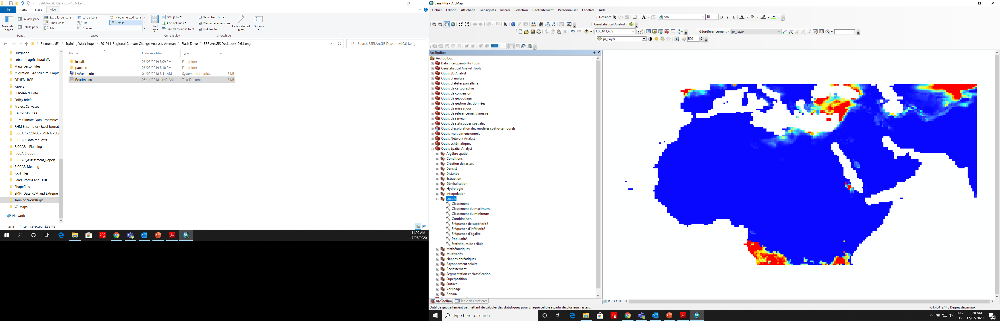 ESRI.ArcGIS.Desktop.v10.6.1.eng
File Home Share View
Navigation pane
Preview pane
Details pane
Panes
Extra large icons Large icons Medium-sized icons
Small icons List Details
Tiles Content
Layout
Sort by
Group by
Add columns
Size all columns to fit
Current view
Item check boxes
File name extensions
Hidden items
Hide selected items
Show/hide
Options
Elements (E:) Training Workshops 201911_Regional Climate Change Analysis_Amman Flash Drive ESRI.ArcGIS.Desktop.v10.6.1.eng
Search ESRI.ArcGIS.Desktop.v10.6.1.eng
Hurghada
Lebanon agricultural VA
Maps Vector Files
Migration - Agricultural Emplo
OTHER- BGR
Papers
PERSIANN Data
Policy briefs
Project Canvases
RA for GIS in CC
RCM Climate Data Ensembles
RHM Ensembles (Excel format
RICCAR - CORDEX MENA Pub:
RICCAR Data requests
RICCAR II Planning
RICCAR logos
RICCAR_Assessment_Report
RICCAR_Meeting
RKH_files
Sand Storms and Dust
Shapefiles
SMHI Data RCM and Extreme
Training Workshops
VA Maps
Network
Name Date modified Type Size
install 26/03/2019 8:09 PM File folder
patched 26/03/2019 8:10 PM File folder
LAVteam.nfo 01/09/2018 8:41 AM System Informatio... 3 KB
Readme.txt 25/11/2018 11:42 AM Text Document 3 KB
4 items 1 item selected 2.32 KB
11:20 AM
17/07/2020
Sans titre - ArcMap
Fichier Edition Affichage Géosignets Insérer Sélection Géotraitement Personnaliser Fenêtres Aide
Dessin A Arial 10 B I U A
Geostatistical Analyst
1:33,611,485
Géoréférencement pr_Layer
pr_Layer 500
ArcToolbox
ArcToolbox
Data Interoperability Tools
Geostatistical Analyst Tools
Outils 3D Analyst
Outils d'analyse
Outils d'atelier parcellaire
Outils de cartographie
Outils de conversion
Outils de géocodage
Outils de gestion des données
Outils de mise à jour
Outils de référencement linéaire
Outils de serveur
Outils de statistiques spatiales
Outils d'exploration des modèles spatio-temporels
Outils multidimensionnels
Outils Network Analyst
Outils schématiques
Outils Spatial Analyst
Algèbre spatial
Conditions
Création de rasters
Densité
Distance
Extraction
Généralisation
Hydrologie
Interpolation
Locale
Classement
Classement du maximum
Classement du minimum
Combinaison
Fréquence de supériorité
Fréquence d'infériorité
Fréquence d'égalité
Popularité
Statistiques de cellule
Mathématiques
Multivariés
Nappes phréatiques
Rayonnement solaire
Reclassement
Segmentation et classification
Superposition
Surface
Voisinage
Zonaux
ArcToolbox Table des matières
Outil de géotraitement permettant de calculer des statistiques pour chaque cellule à partir de plusieurs rasters.
-31.484 2.145 Degrés décimaux
Type here to search
ENG
US
11:20 AM
17/07/2020
22